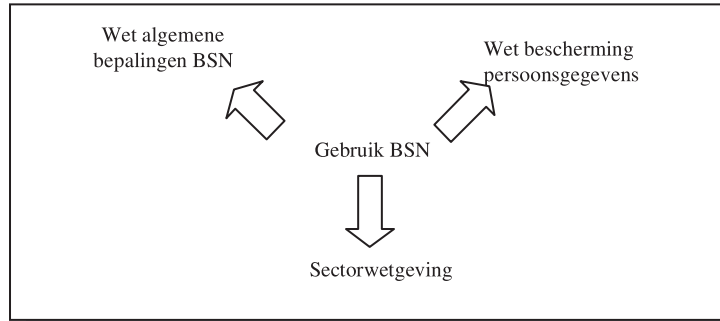 Wet algemene
bepalingen BSN
Wet bescherming
persoonsgegevens
Gebruik BSN
Sectorwetgeving